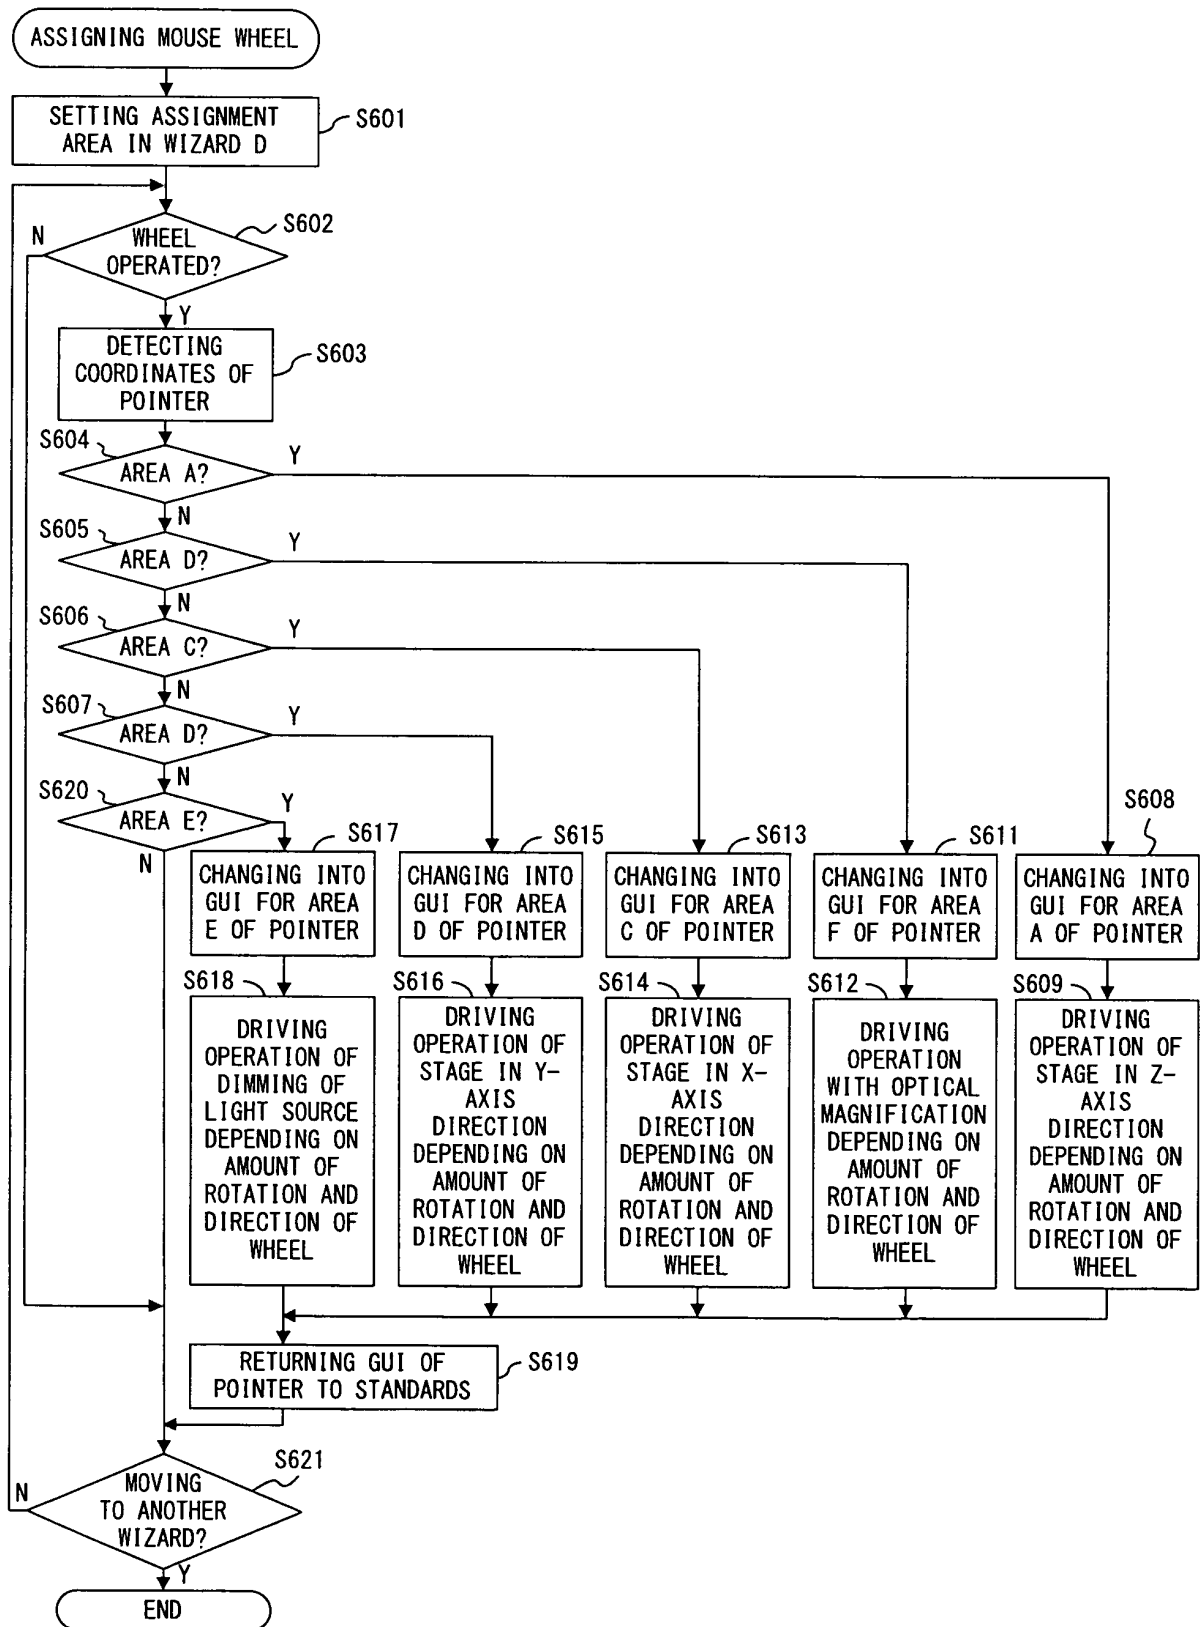 ASSIGNING MOUSE WHEEL
SETTING ASSIGNMENT
AREA IN WIZARD D
S601
S602
N
WHEEL
OPERATED?
Y
DETECTING
COORDINATES OF
POINTER
S603
S604
AREA A?
Y
N
S605
AREA D?
Y
N
S606
AREA C?
Y
N
S607
AREA D?
Y
N
S620
AREA E?
Y
N
S617
CHANGING INTO
GUI FOR AREA
E OF POINTER
S615
CHANGING INTO
GUI FOR AREA
D OF POINTER
S613
CHANGING INTO
GUI FOR AREA
C OF POINTER
S611
CHANGING INTO
GUI FOR AREA
F OF POINTER
S608
CHANGING INTO
GUI FOR AREA
A OF POINTER
S618
DRIVING
OPERATION OF
DIMMING OF
LIGHT SOURCE
DEPENDING ON
AMOUNT OF
ROTATION AND
DIRECTION OF
WHEEL
S616
DRIVING
OPERATION OF
STAGE IN Y-
AXIS
DIRECTION
DEPENDING ON
AMOUNT OF
ROTATION AND
DIRECTION OF
WHEEL
S614
DRIVING
OPERATION OF
STAGE IN X-
AXIS
DIRECTION
DEPENDING ON
AMOUNT OF
ROTATION AND
DIRECTION OF
WHEEL
S612
DRIVING
OPERATION
WITH OPTICAL
MAGNIFICATION
DEPENDING ON
AMOUNT OF
ROTATION AND
DIRECTION OF
WHEEL
S609
DRIVING
OPERATION OF
STAGE IN Z-
AXIS
DIRECTION
DEPENDING ON
AMOUNT OF
ROTATION AND
DIRECTION OF
WHEEL
RETURNING GUI OF
POINTER TO STANDARDS
S619
S621
N
MOVING
TO ANOTHER
WIZARD?
Y
END